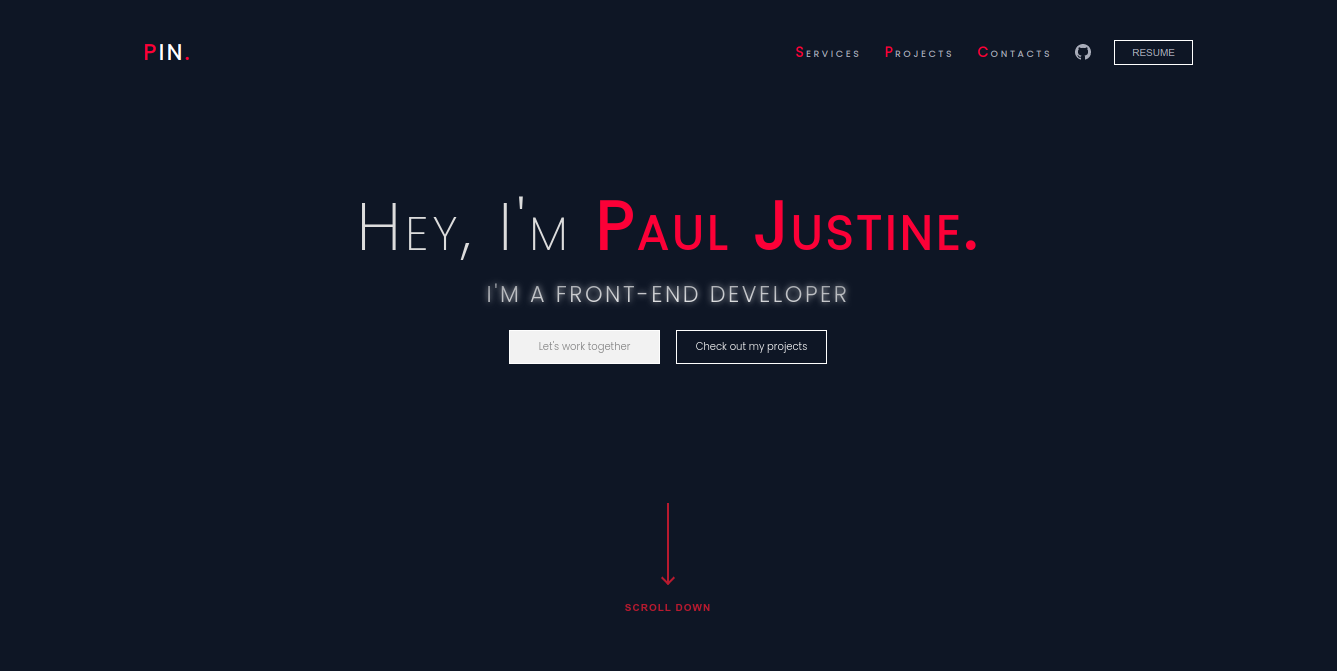 PIN.
Services Projects Contacts RESUME
Hey, I'm Paul Justine.
I'M A FRONT-END DEVELOPER
Let's work together Check out my projects
SCROLL DOWN